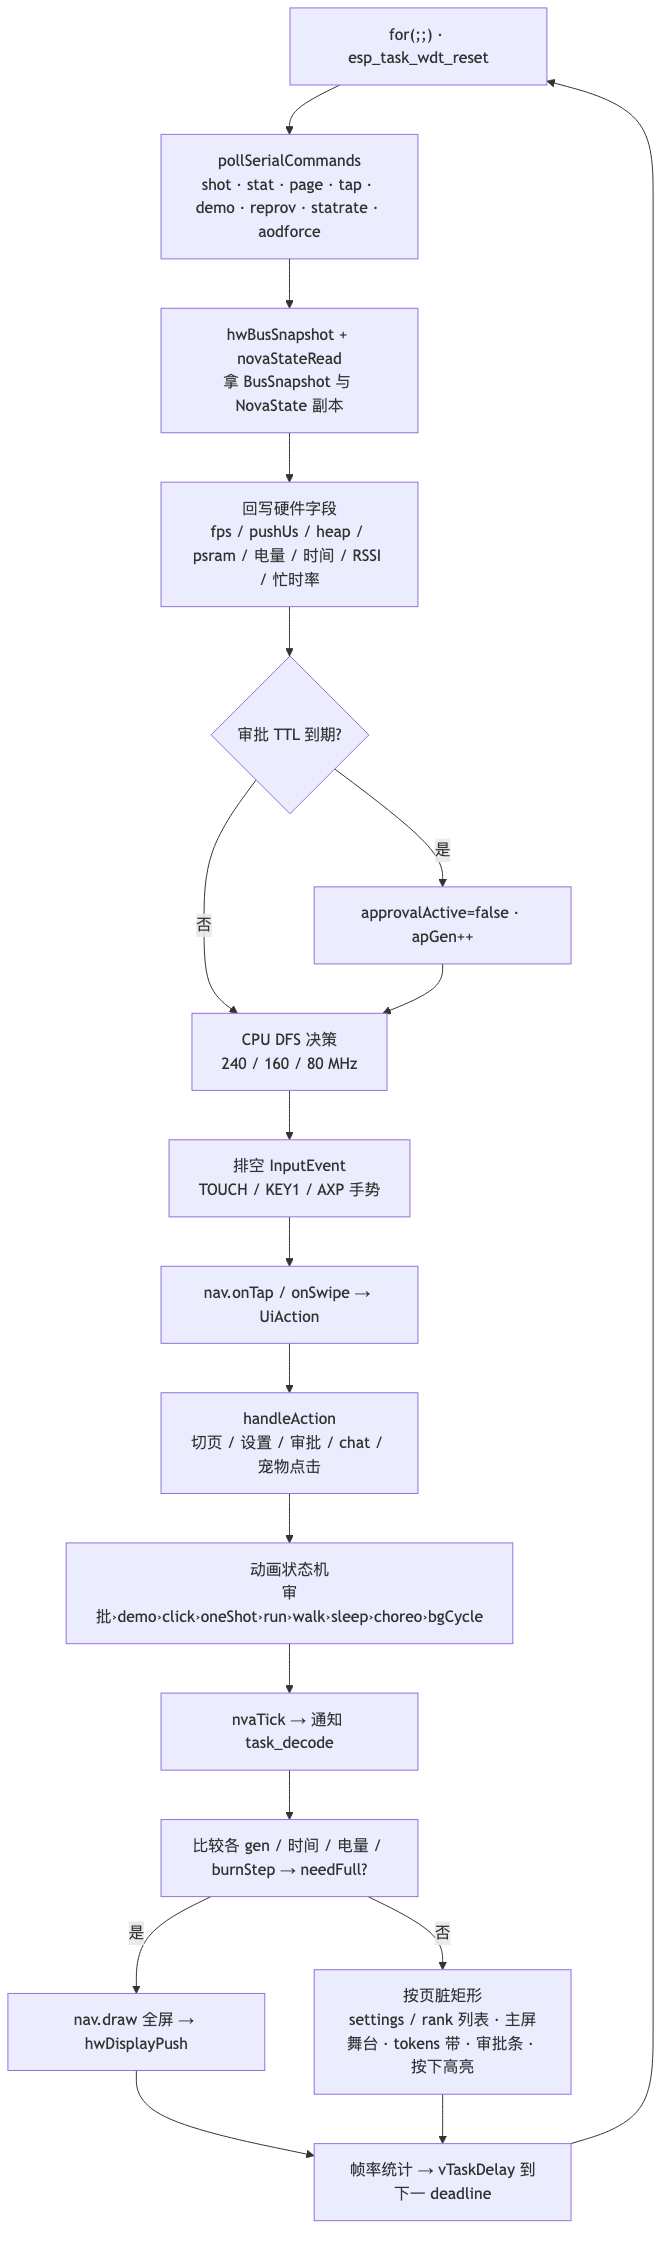 for(;;) ·
esp_task_wdt_reset
pollSerialCommands
shot · stat · page · tap ·
demo · reprov · statrate ·
aodforce
hwBusSnapshot +
novaStateRead
拿 BusSnapshot 与
NovaState 副本
回写硬件字段
fps / pushUs / heap /
psram / 电量 / 时间 / RSSI
/ 忙时率
审批 TTL 到期?
是
否
approvalActive=false ·
apGen++
CPU DFS 决策
240 / 160 / 80 MHz
排空 InputEvent
TOUCH / KEY1 / AXP 手势
nav.onTap / onSwipe →
UiAction
handleAction
切页 / 设置 / 审批 / chat /
宠物点击
动画状态机
审
批›demo›click›oneShot›run›walk›sleep›choreo›bgCycle
nvaTick → 通知
task_decode
比较各 gen / 时间 / 电量 /
burnStep → needFull?
是
否
nav.draw 全屏 →
hwDisplayPush
按页脏矩形
settings / rank 列表 · 主屏
舞台 · tokens 带 · 审批条 ·
按下高亮
帧率统计 → vTaskDelay 到
下一 deadline